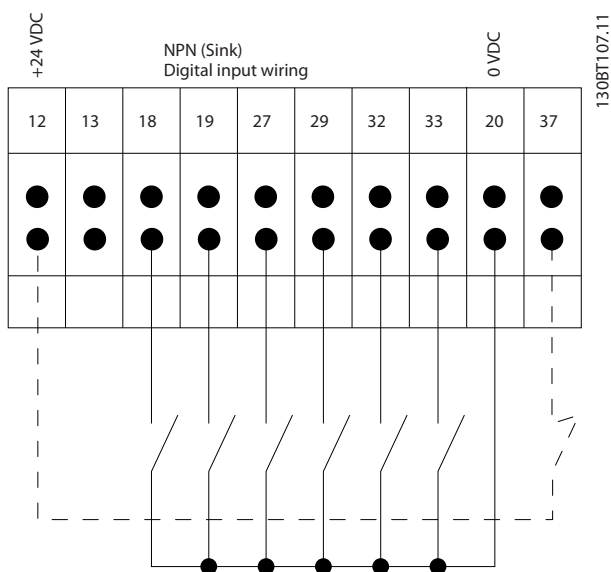 +24 VDC
NPN (Sink)
Digital input wiring
0 VDC
130BT107.11
12 13 18 19 27 29 32 33 20 37